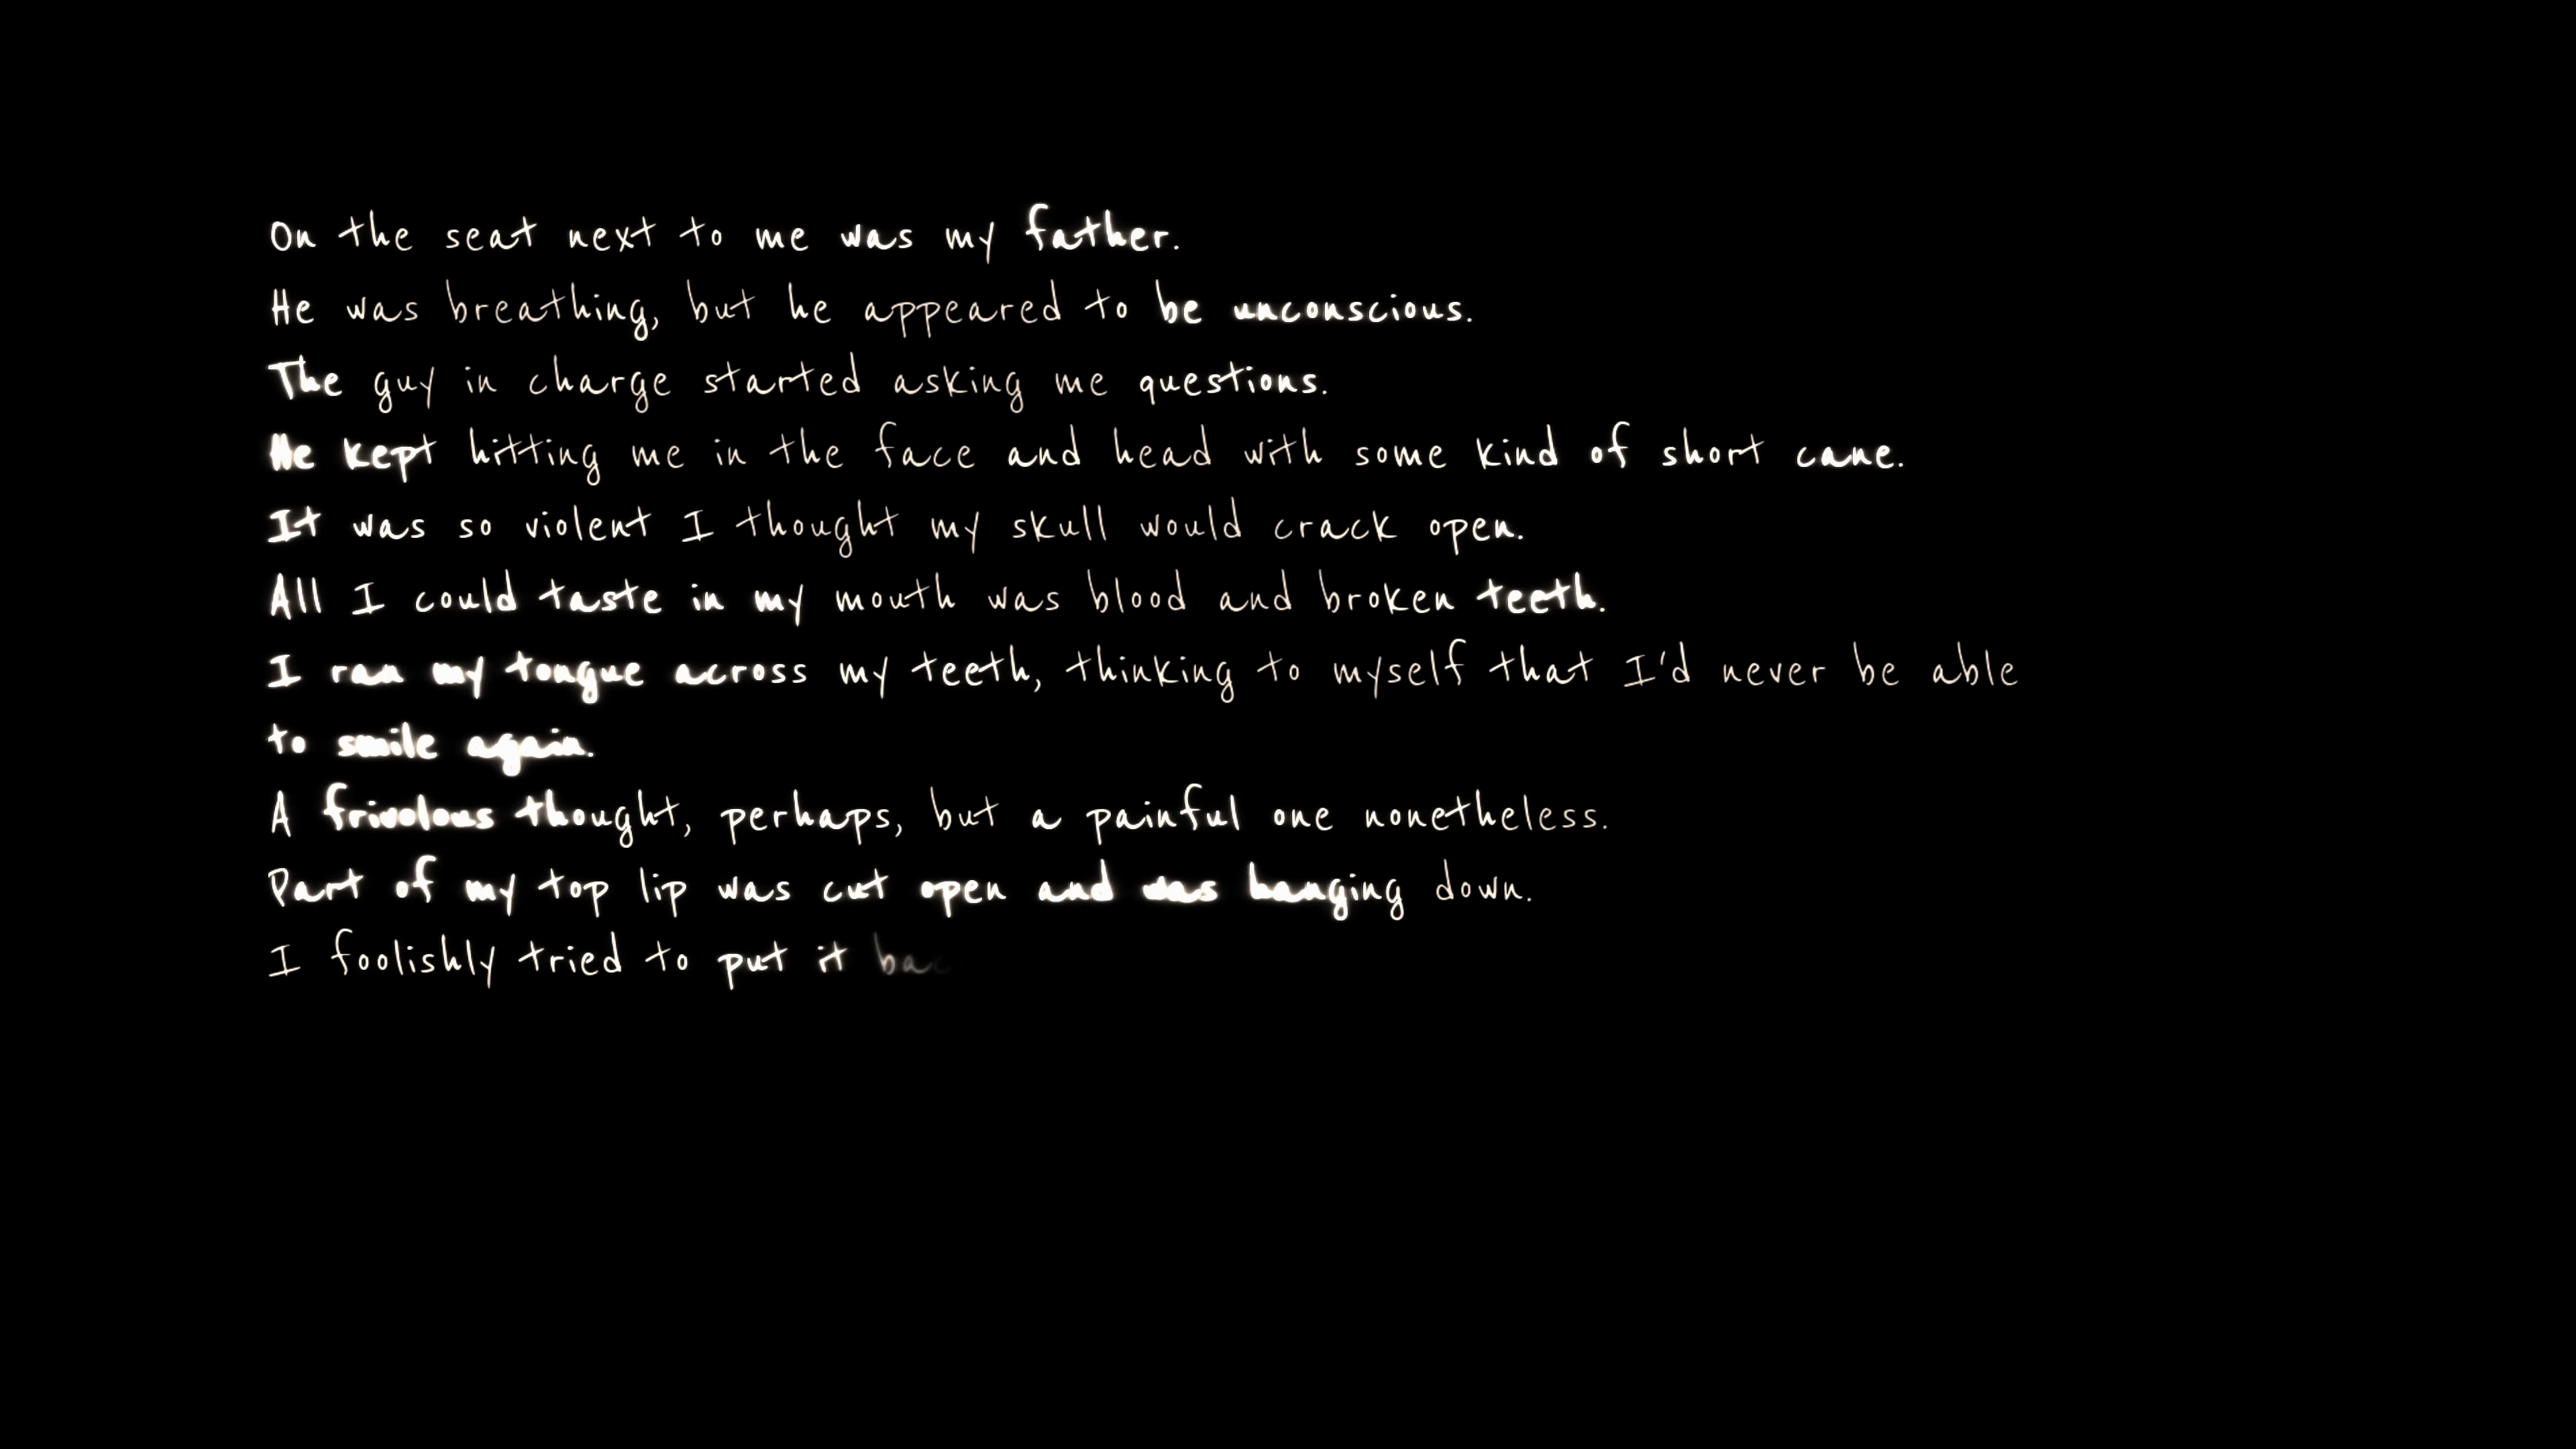 On the seat next to me was my father.
He was breathing, but he appeared to be unconscious.
The guy in charge started asking me questions.
He kept hitting me in the face and head with some kind of short cane.
It was so violent I thought my skull would crack open.
All I could taste in my mouth was blood and broken teeth.
I ran my tongue across my teeth, thinking to myself that I'd never be able
to smile again.
A frivolous thought, perhaps, but a painful one nonetheless.
Part of my top lip was cut open and was hanging down.
I foolishly tried to put it bac